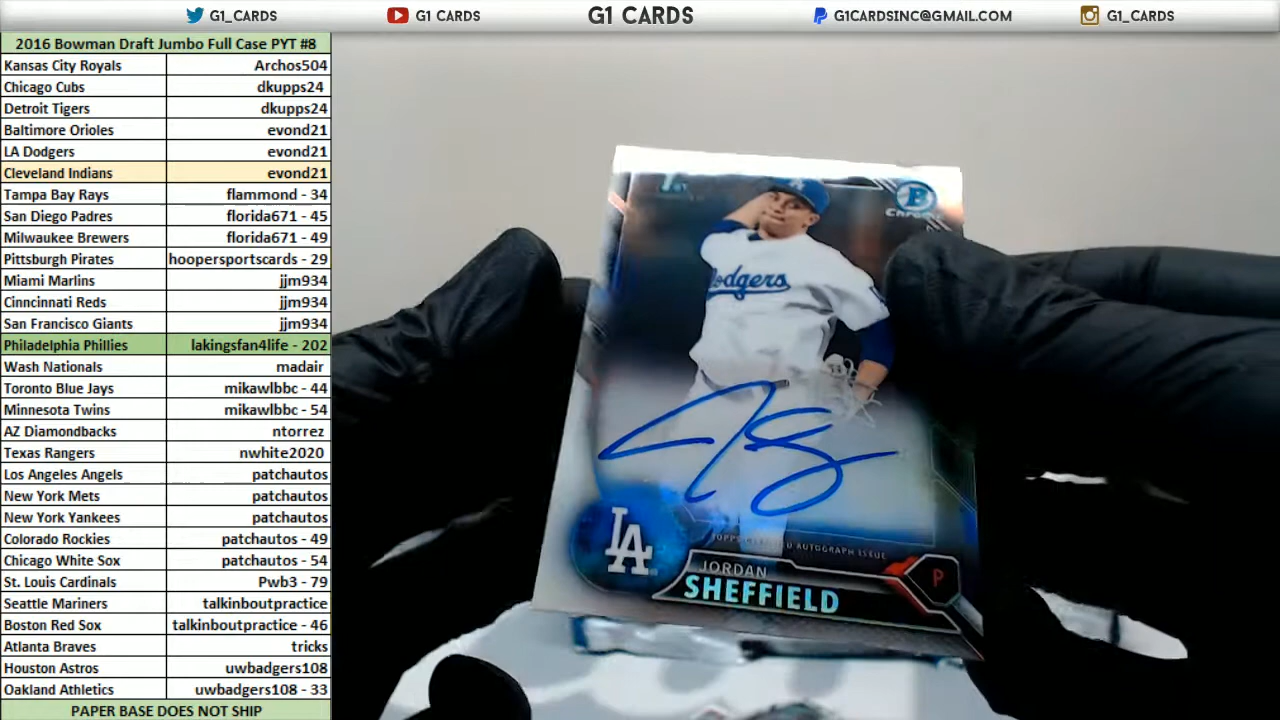 G1_CARDS G1 CARDS G1 CARDS G1CARDSINC@GMAIL.COM G1_CARDS
2016 Bowman Draft Jumbo Full Case PYT #8
Kansas City Royals Archos504
Chicago Cubs dkupps24
Detroit Tigers dkupps24
Baltimore Orioles evond21
LA Dodgers evond21
Cleveland Indians evond21
Tampa Bay Rays flammond - 34
San Diego Padres florida671 - 45
Milwaukee Brewers florida671 - 49
Pittsburgh Pirates hoopersportscards - 29
Miami Marlins jjm934
Cinncinnati Reds jjm934
San Francisco Giants jjm934
Philadelphia Phillies lakingsfan4life - 202
Wash Nationals madair
Toronto Blue Jays mikawlbbc - 44
Minnesota Twins mikawlbbc - 54
AZ Diamondbacks ntorrez
Texas Rangers nwhite2020
Los Angeles Angels patchautos
New York Mets patchautos
New York Yankees patchautos
Colorado Rockies patchautos - 49
Chicago White Sox patchautos - 54
St. Louis Cardinals Pwb3 - 79
Seattle Mariners talkinboutpractice
Boston Red Sox talkinboutpractice - 46
Atlanta Braves tricks
Houston Astros uwbadgers108
Oakland Athletics uwbadgers108 - 33
PAPER BASE DOES NOT SHIP
1ST
B
CHROME
Dodgers
TOPPS CERTIFIED AUTOGRAPH ISSUE
LA
JORDAN
SHEFFIELD
P